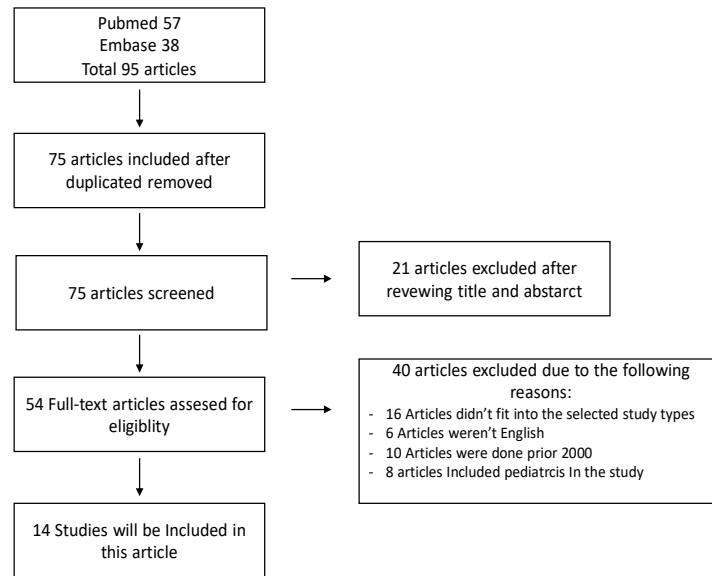 Pubmed 57
Embase 38
Total 95 articles
75 articles included after
duplicated removed
75 articles screened
21 articles excluded after
revewing title and abstarct
54 Full-text articles assesed for
eligiblity
40 articles excluded due to the following
reasons:
- 16 Articles didn't fit into the selected study types
- 6 Articles weren't English
- 10 Articles were done prior 2000
- 8 articles Included pediatrcis In the study
14 Studies will be Included in
this article